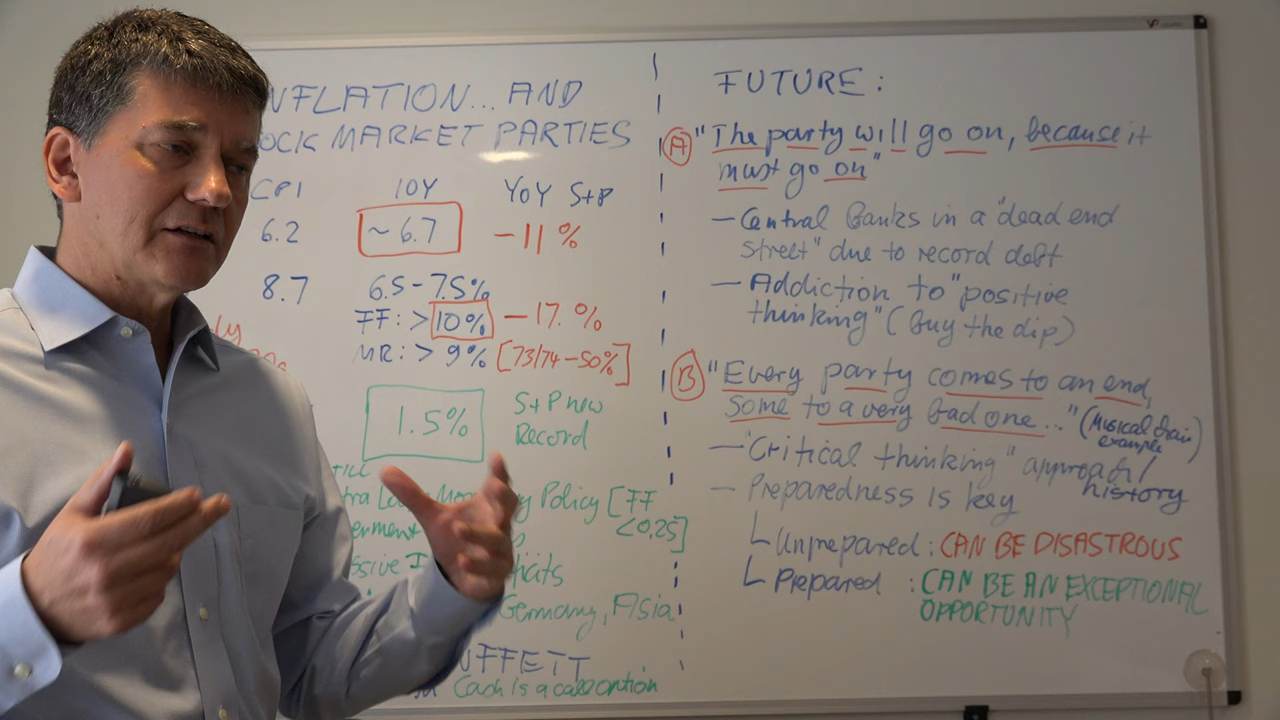 NFLATION... AND
OCK MARKET PARTIES
CPI 10Y YoY S+P
6.2 ~ 6.7 -11 %
8.7 6.5 - 7.5%
FF: > 10% -17. %
MR: > 9% [73/74 -50%]
1.5% S+P new
Record
Policy [FF
<0.25]
Germany, Asia
FFETT
Cash is a call option
FUTURE:
A "The party will go on, because it
must go on"
- Central Banks in a "dead end
street" due to record debt
- Addiction to "positive
thinking" (buy the dip)
B "Every party comes to an end,
some to a very bad one..." (Musical chair
example)
- "Critical thinking" approach/
history
- Preparedness is key
Unprepared: CAN BE DISASTROUS
Prepared : CAN BE AN EXCEPTIONAL
OPPORTUNITY